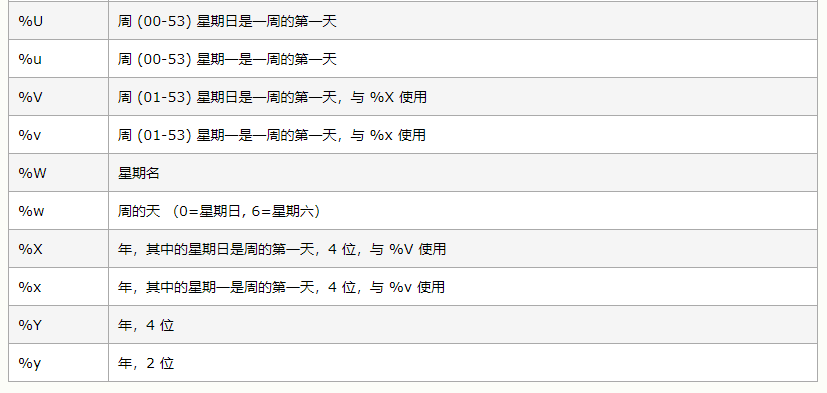 %U 周 (00-53) 星期日是一周的第一天
%u 周 (00-53) 星期一是一周的第一天
%V 周 (01-53) 星期日是一周的第一天，与 %X 使用
%v 周 (01-53) 星期一是一周的第一天，与 %x 使用
%W 星期名
%w 周的天 （0=星期日, 6=星期六）
%X 年，其中的星期日是周的第一天，4 位，与 %V 使用
%x 年，其中的星期一是周的第一天，4 位，与 %v 使用
%Y 年，4 位
%y 年，2 位